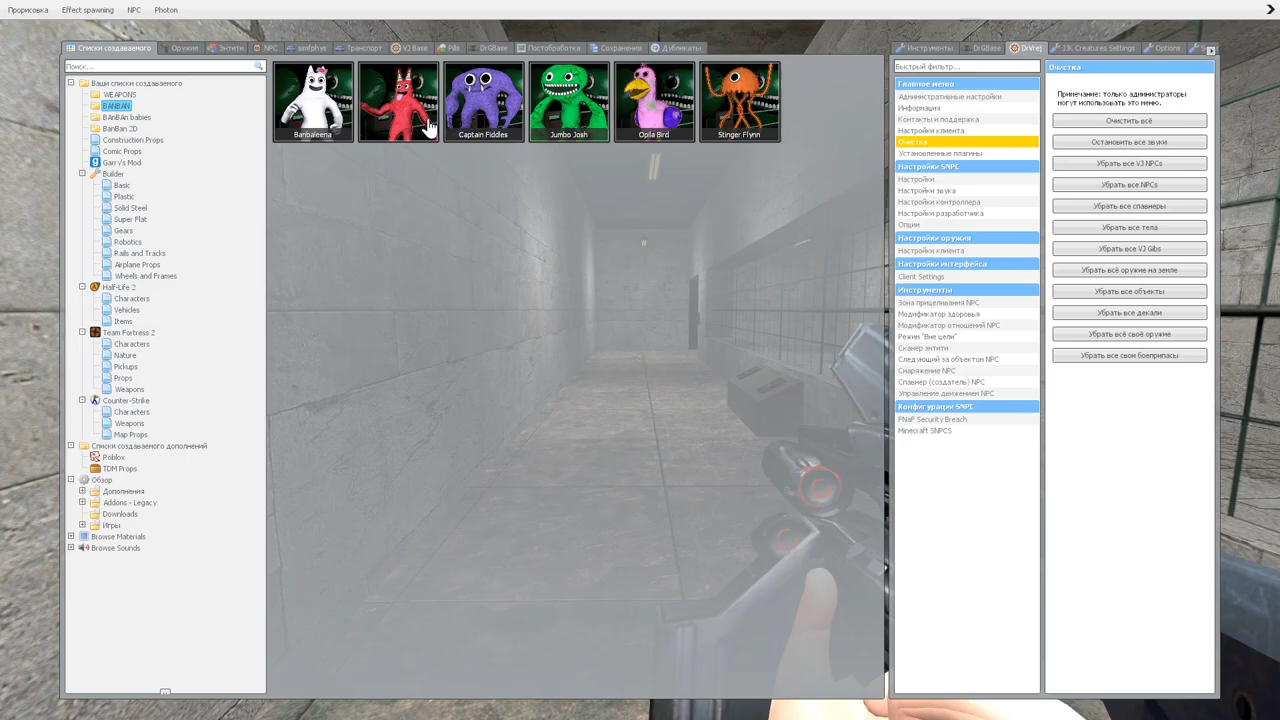 Прорисовка Effect spawning NPC Photon
Списки создаваемого Оружие Энтити NPC simfphys Транспорт VJ Base Pills DrGBase Постобработка Сохранения Дубликаты
Поиск...
Ваши списки создаваемого
WEAPONS
BANBAN
BAnBAn babies
BanBan 2D
Construction Props
Comic Props
Garry's Mod
Builder
Basic
Plastic
Solid Steel
Super Flat
Gears
Robotics
Rails and Tracks
Airplane Props
Wheels and Frames
Half-Life 2
Characters
Vehicles
Items
Team Fortress 2
Characters
Nature
Pickups
Props
Weapons
Counter-Strike
Characters
Weapons
Map Props
Списки создаваемого дополнений
Roblox
TDM Props
Обзор
Дополнения
Addons - Legacy
Downloads
Игры
Browse Materials
Browse Sounds
Banbaleena
Captain Fiddles
Jumbo Josh
Opila Bird
Stinger Flynn
Инструменты DrGBase DrVrej JJK Creatures Settings Options
Быстрый фильтр...
Главное меню
Административные настройки
Информация
Контакты и поддержка
Настройки клиента
Очистка
Установленные плагины
Настройки SNPC
Настройки
Настройки звука
Настройки контроллера
Настройки разработчика
Опции
Настройки оружия
Настройки клиента
Настройки интерфейса
Client Settings
Инструменты
Зона прицеливания NPC
Модификатор здоровья
Модификатор отношений NPC
Режим "Вне цели"
Сканер энтити
Следующий за объектом NPC
Снаряжение NPC
Спавнер (создатель) NPC
Управление движением NPC
Конфигурации SNPC
FNaF Security Breach
Minecraft SNPCS
Очистка
Примечание: только администраторы
могут использовать это меню.
Очистить всё
Остановить все звуки
Убрать все VJ NPCs
Убрать все NPCs
Убрать все спавнеры
Убрать все тела
Убрать все VJ Gibs
Убрать всё оружие на земле
Убрать все объекты
Убрать все декали
Убрать всё своё оружие
Убрать все свои боеприпасы